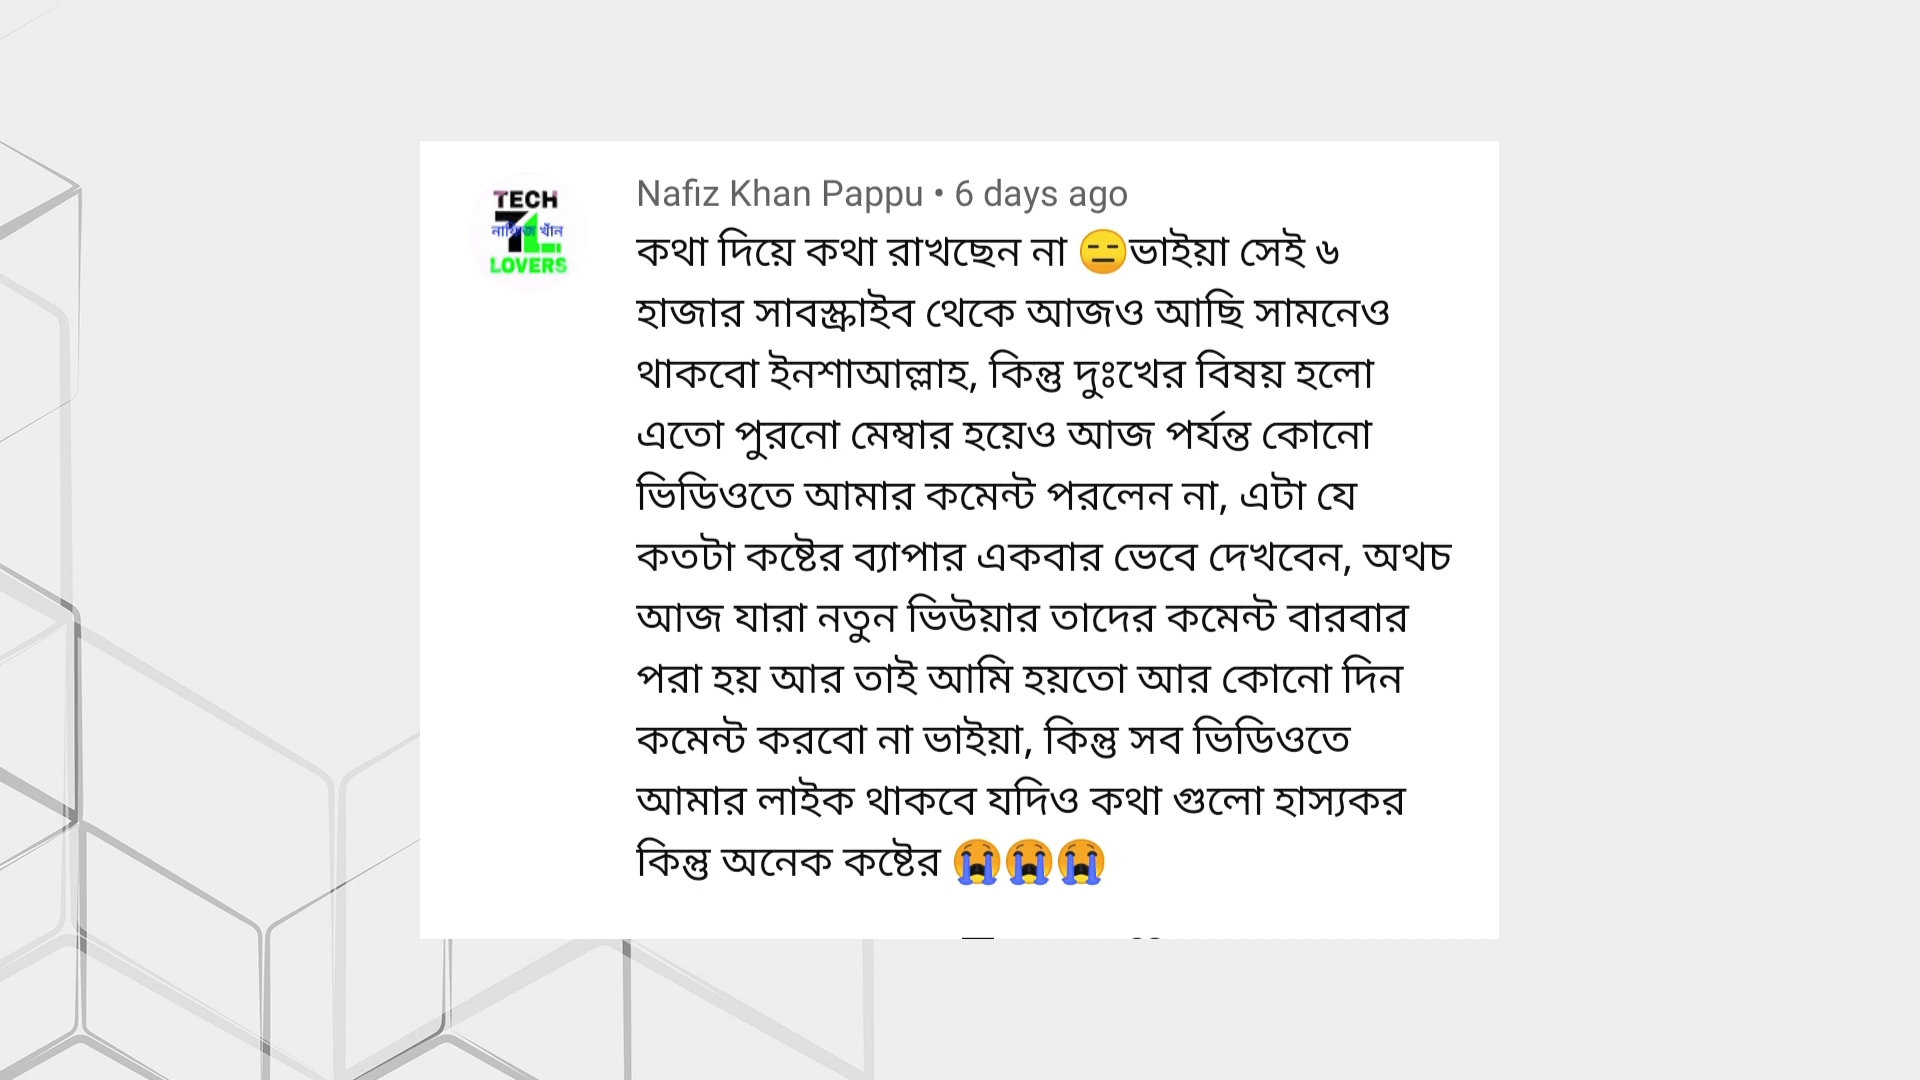 TECH
নাফিজ খাঁন
LOVERS
Nafiz Khan Pappu • 6 days ago
কথা দিয়ে কথা রাখছেন না 😑ভাইয়া সেই ৬
হাজার সাবস্ক্রাইব থেকে আজও আছি সামনেও
থাকবো ইনশাআল্লাহ, কিন্তু দুঃখের বিষয় হলো
এতো পুরনো মেম্বার হয়েও আজ পর্যন্ত কোনো
ভিডিওতে আমার কমেন্ট পরলেন না, এটা যে
কতটা কষ্টের ব্যাপার একবার ভেবে দেখবেন, অথচ
আজ যারা নতুন ভিউয়ার তাদের কমেন্ট বারবার
পরা হয় আর তাই আমি হয়তো আর কোনো দিন
কমেন্ট করবো না ভাইয়া, কিন্তু সব ভিডিওতে
আমার লাইক থাকবে যদিও কথা গুলো হাস্যকর
কিন্তু অনেক কষ্টের 😭😭😭